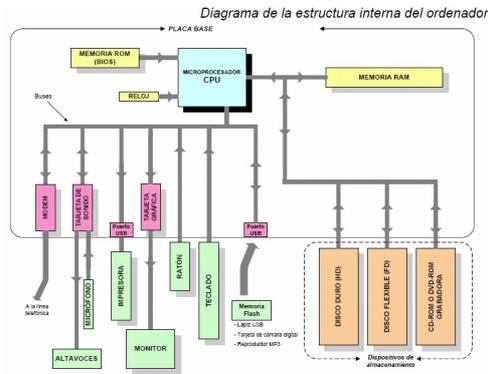 Diagrama de la estructura interna del ordenador
PLACA BASE
MEMORIA ROM
(BIOS)
MICROPROCESADOR
CPU
MEMORIA RAM
RELOJ
Buses
MODEM
TARJETA DE
SONIDO
TARJETA
GRÁFICA
Puerto
USB
Puerto
USB
A la línea
telefónica
MICRÓFONO
ALTAVOCES
IMPRESORA
MONITOR
RATÓN
TECLADO
Memoria
Flash
- Lápiz USB
- Tarjeta de cámara digital
- Reproductor MP3
DISCO DURO (HD)
DISCO FLEXIBLE (FD)
CD-ROM O DVD-ROM
GRABADORA
Dispositivos de
almacenamiento